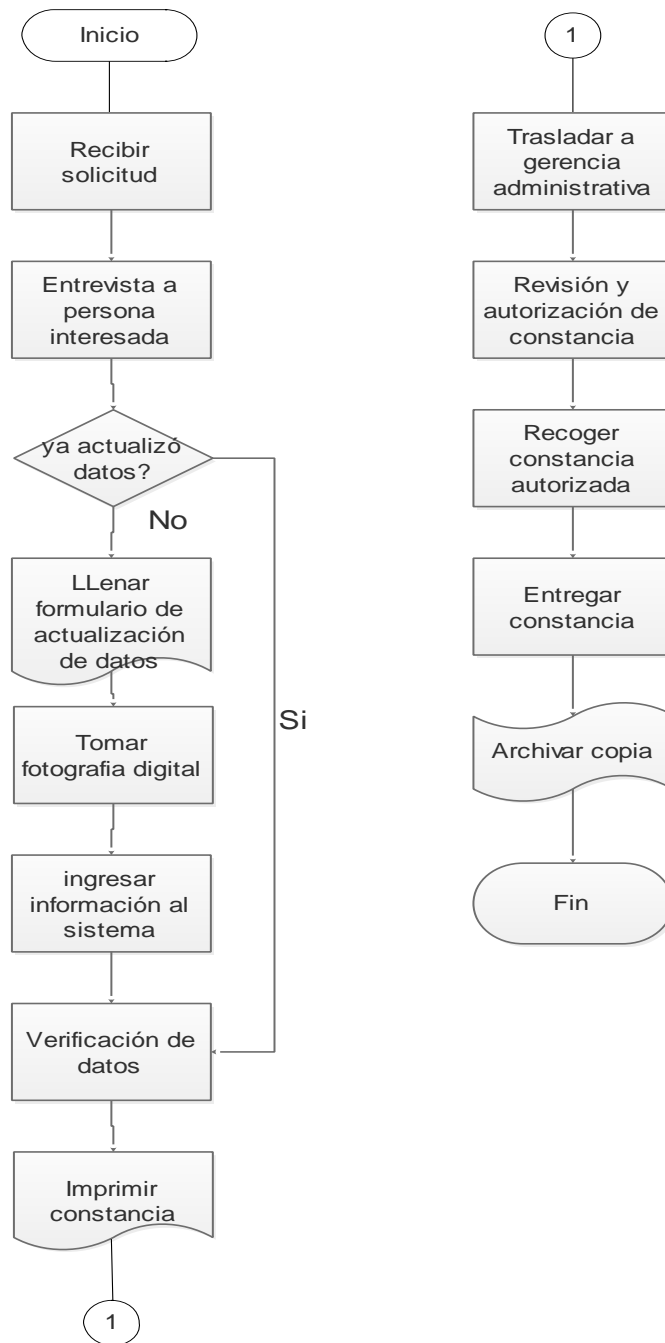 Inicio
Recibir
solicitud
Entrevista a
persona
interesada
ya actualizó
datos?
No
LLenar
formulario de
actualización
de datos
Si
Tomar
fotografia digital
ingresar
información al
sistema
Verificación de
datos
Imprimir
constancia
1
1
Trasladar a
gerencia
administrativa
Revisión y
autorización de
constancia
Recoger
constancia
autorizada
Entregar
constancia
Archivar copia
Fin